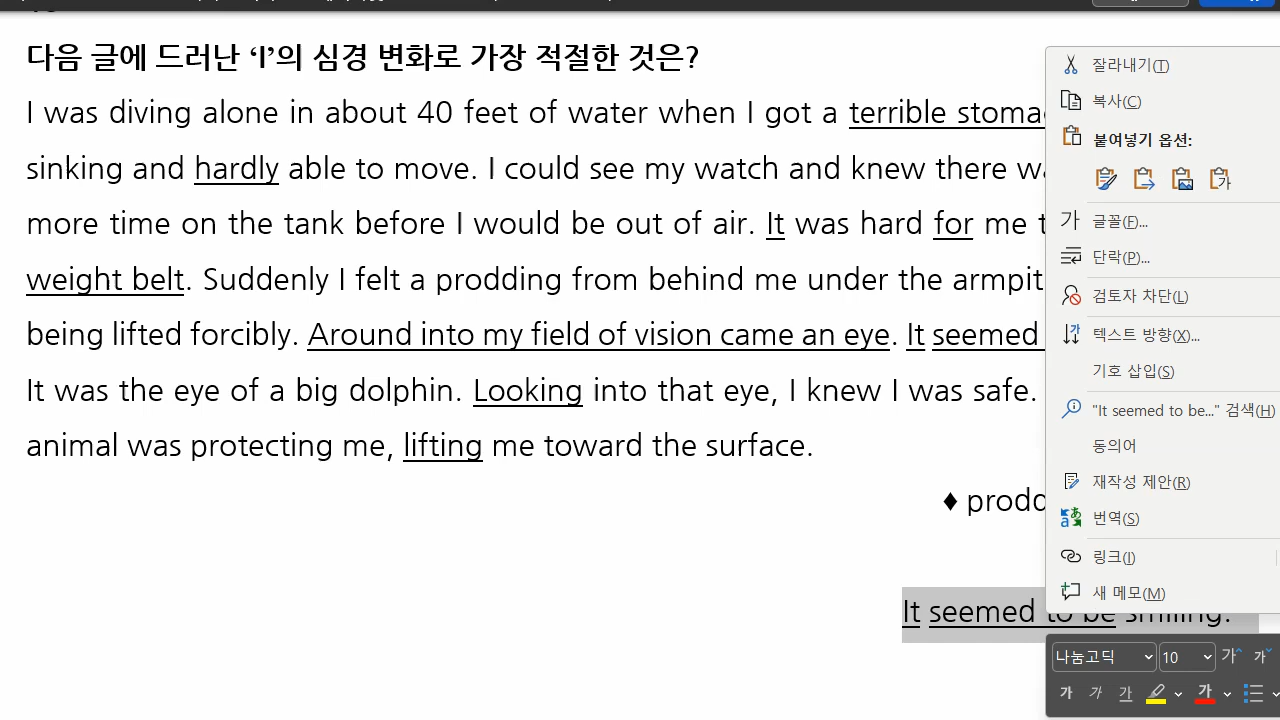 다음 글에 드러난 ‘I’의 심경 변화로 가장 적절한 것은?
I was diving alone in about 40 feet of water when I got a terrible
sinking and hardly able to move. I could see my watch and knew there
more time on the tank before I would be out of air. It was hard for me
weight belt. Suddenly I felt a prodding from behind me under the armpit
being lifted forcibly. Around into my field of vision came an eye. It seemed
It was the eye of a big dolphin. Looking into that eye, I knew I was safe.
animal was protecting me, lifting me toward the surface.
♦
It seemed to be smiling.
잘라내기(T)
복사(C)
붙여넣기 옵션:
가
글꼴(F)...
단락(P)...
검토자 차단(L)
텍스트 방향(X)...
기호 삽입(S)
"It seemed to be..." 검색(H)
동의어
재작성 제안(R)
번역(S)
링크(I)
새 메모(M)
나눔고딕 10 가 가
가 가 가 가